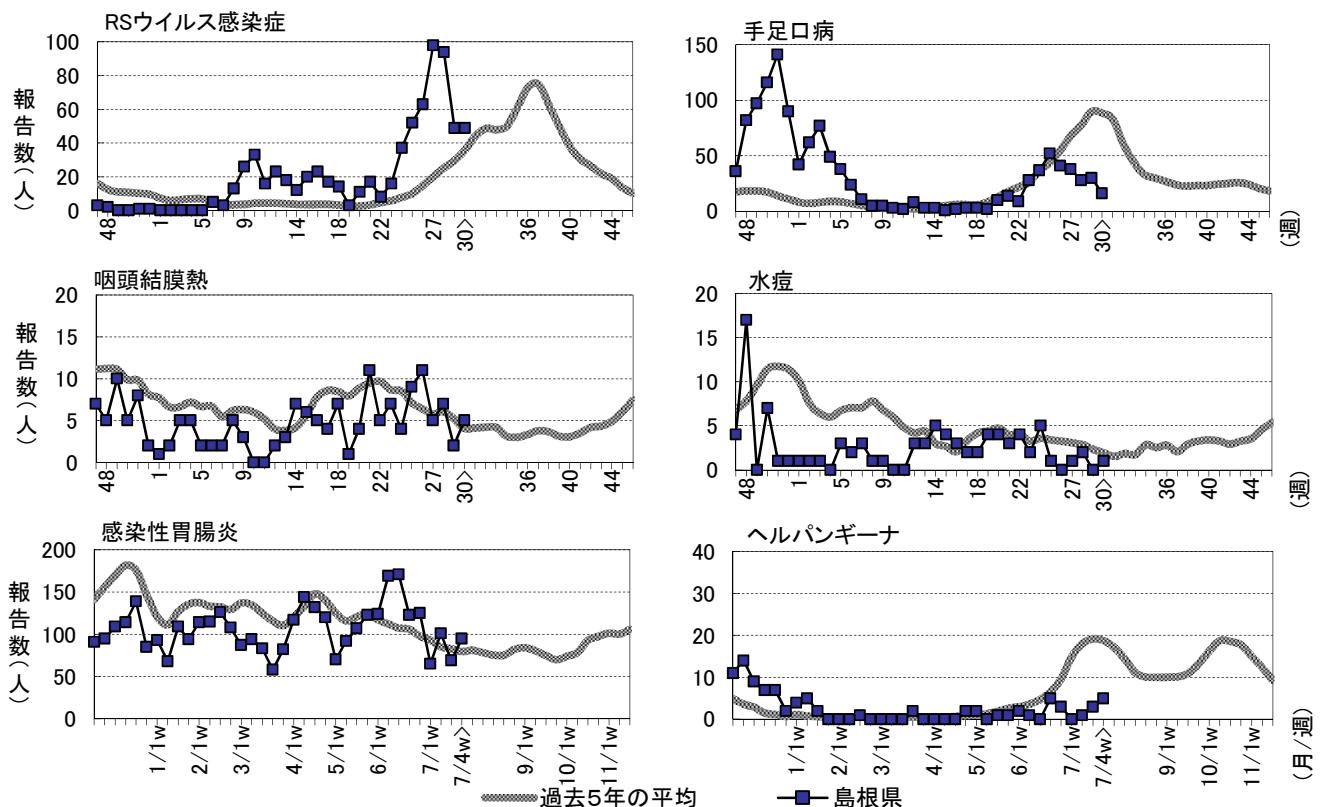 RSウイルス感染症
手足口病
報告数(人)
100
80
60
40
20
0
48
1
5
9
14
18
22
27
30>
36
40
44
150
100
50
0
48
1
5
9
14
18
22
27
30>
36
40
44
(週)
咽頭結膜熱
水痘
報告数(人)
20
15
10
5
0
48
1
5
9
14
18
22
27
30>
36
40
44
20
15
10
5
0
48
1
5
9
14
18
22
27
30>
36
40
44
(週)
感染性胃腸炎
ヘルパンギーナ
報告数(人)
200
150
100
50
0
1/1w
2/1w
3/1w
4/1w
5/1w
6/1w
7/1w
7/4w>
9/1w
10/1w
11/1w
40
30
20
10
0
1/1w
2/1w
3/1w
4/1w
5/1w
6/1w
7/1w
7/4w>
9/1w
10/1w
11/1w
(月/週)
過去5年の平均
島根県